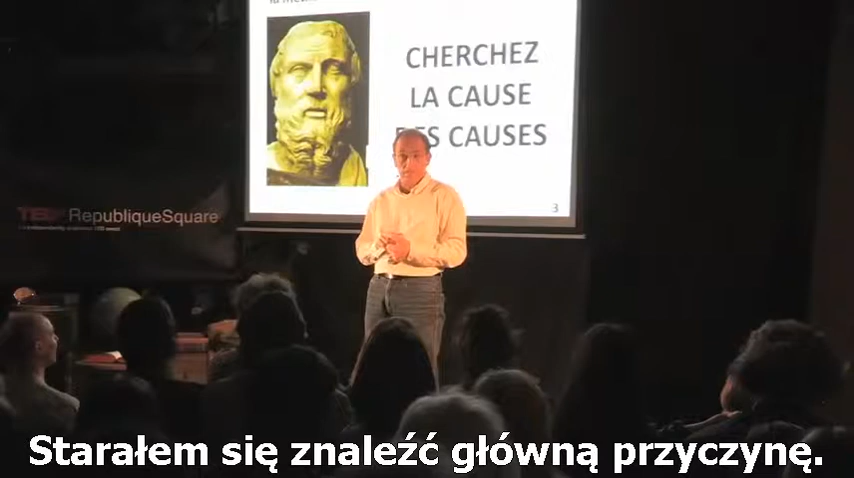 CHERCHEZ
LA CAUSE
CAUSES
3
TEDx RepubliqueSquare
Starałem się znaleźć główną przyczynę.